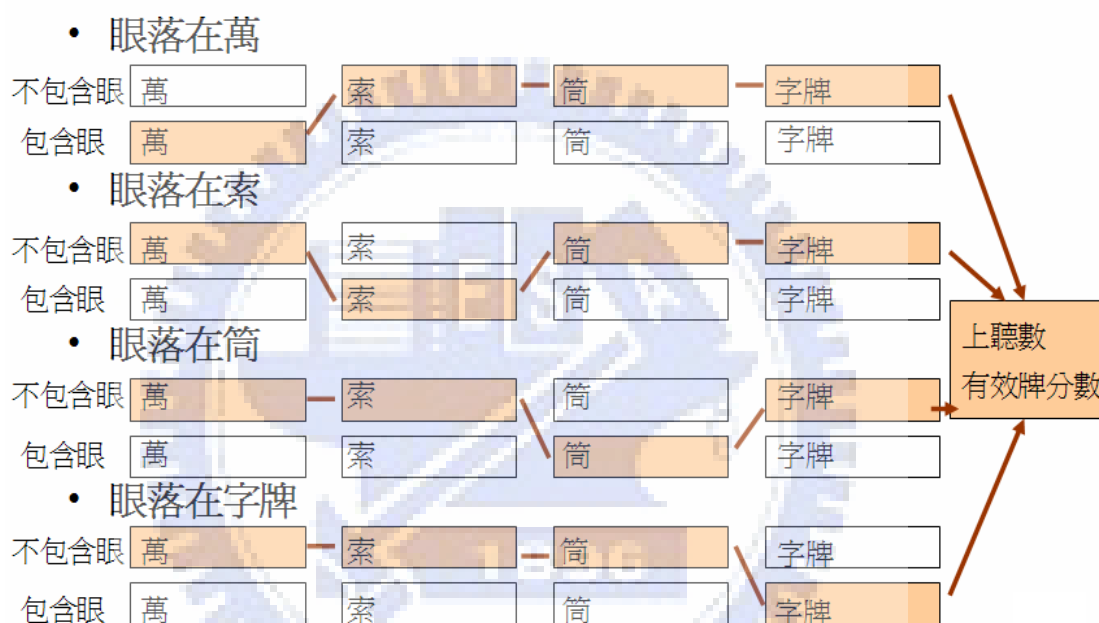 • 眼落在萬
不包含眼 萬 索 筒 字牌
包含眼 萬 索 筒 字牌
• 眼落在索
不包含眼 萬 索 筒 字牌
包含眼 萬 索 筒 字牌
上聽數
有效牌分數
• 眼落在筒
不包含眼 萬 索 筒 字牌
包含眼 萬 索 筒 字牌
• 眼落在字牌
不包含眼 萬 索 筒 字牌
包含眼 萬 索 筒 字牌
1896